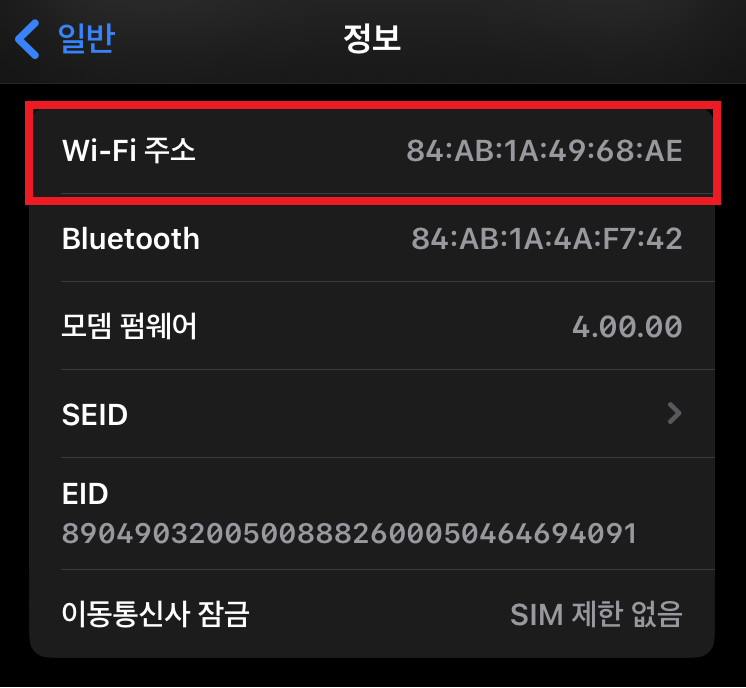 일반
정보
Wi-Fi 주소 84:AB:1A:49:68:AE
Bluetooth 84:AB:1A:4A:F7:42
모뎀 펌웨어 4.00.00
SEID
EID
89049032005008882600050464694091
이동통신사 잠금 SIM 제한 없음